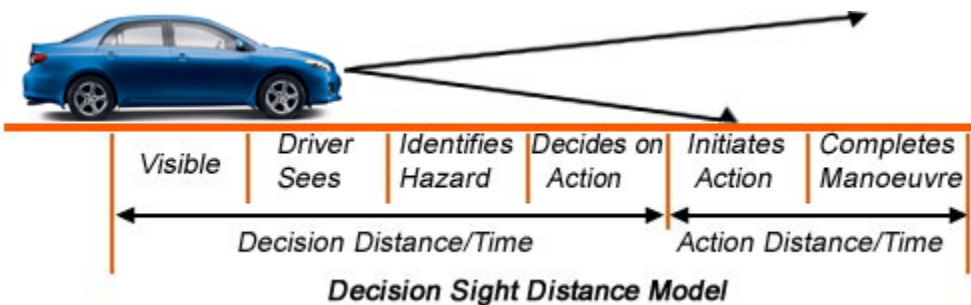 Visible
Driver
Sees
Identifies
Hazard
Decides on
Action
Initiates
Action
Completes
Manoeuvre
Decision Distance/Time
Action Distance/Time
Decision Sight Distance Model